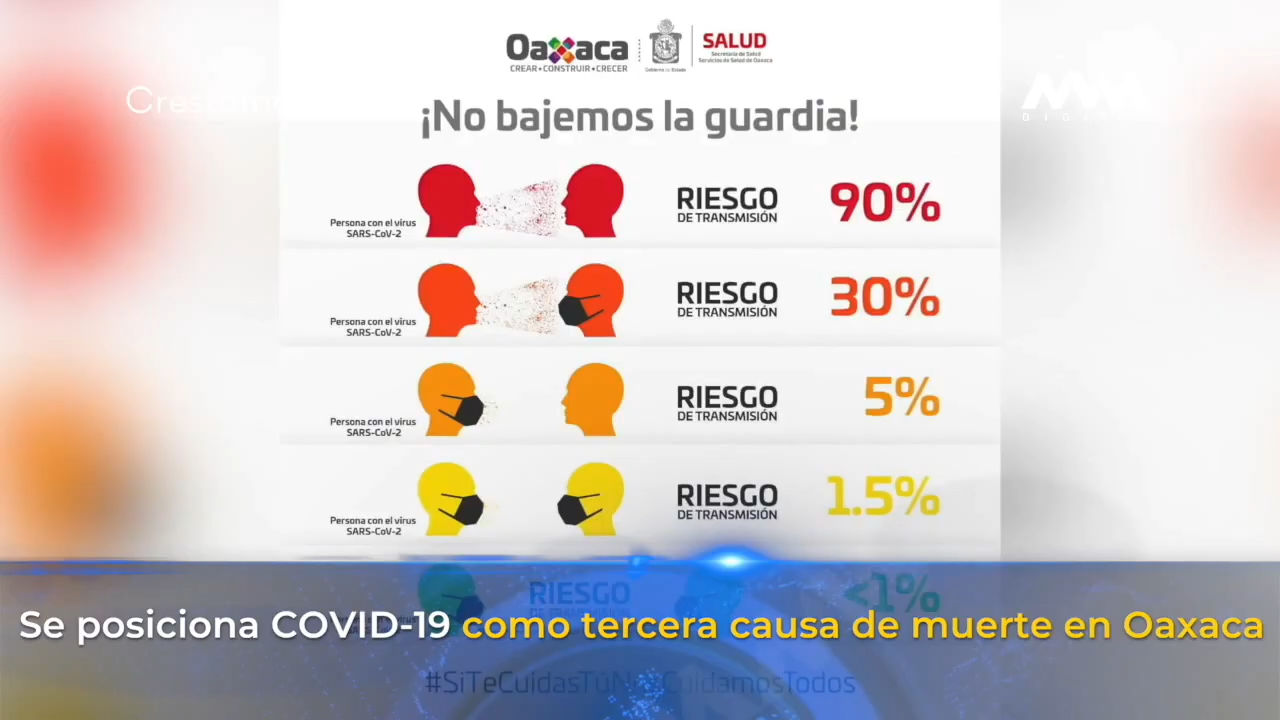 Oaxaca
CREAR•CONSTRUIR•CRECER
Gobierno del Estado
SALUD
Secretaría de Salud
Servicios de Salud de Oaxaca
¡No bajemos la guardia!
Persona con el virus
SARS-CoV-2
RIESGO
DE TRANSMISIÓN
90%
Persona con el virus
SARS-CoV-2
RIESGO
DE TRANSMISIÓN
30%
Persona con el virus
SARS-CoV-2
RIESGO
DE TRANSMISIÓN
5%
Persona con el virus
SARS-CoV-2
RIESGO
DE TRANSMISIÓN
1.5%
RIESGO
<1%
Se posiciona COVID-19 como tercera causa de muerte en Oaxaca